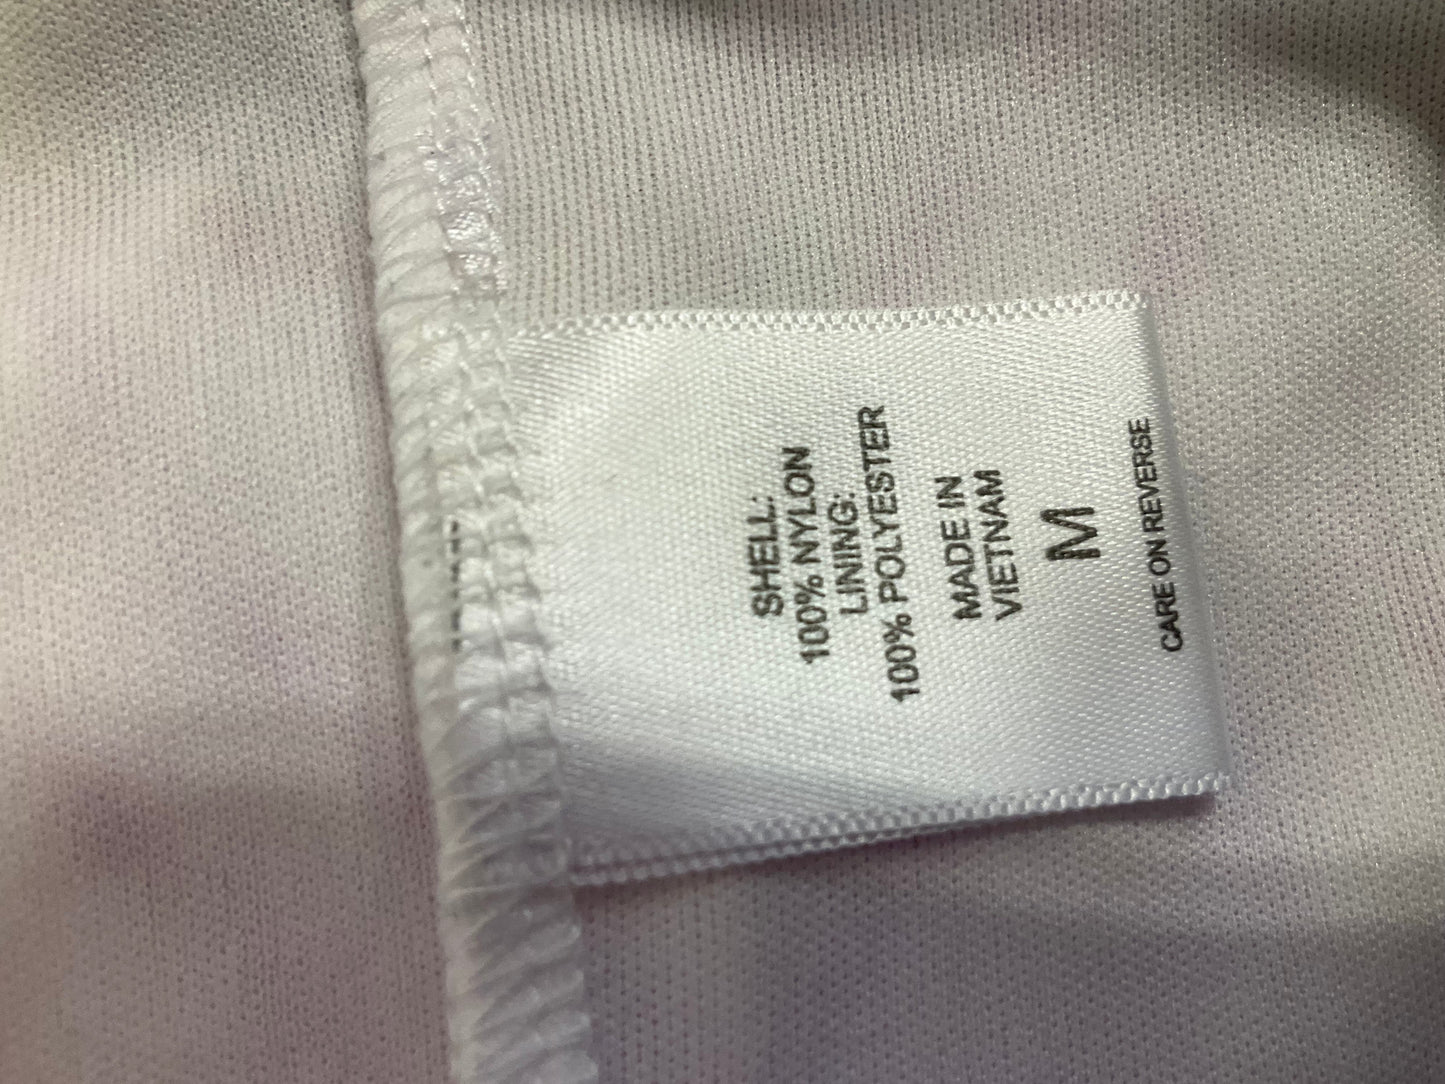 SHELL:
100% NYLON
LINING:
100% POLYESTER
MADE IN
VIETNAM
M
CARE ON REVERSE